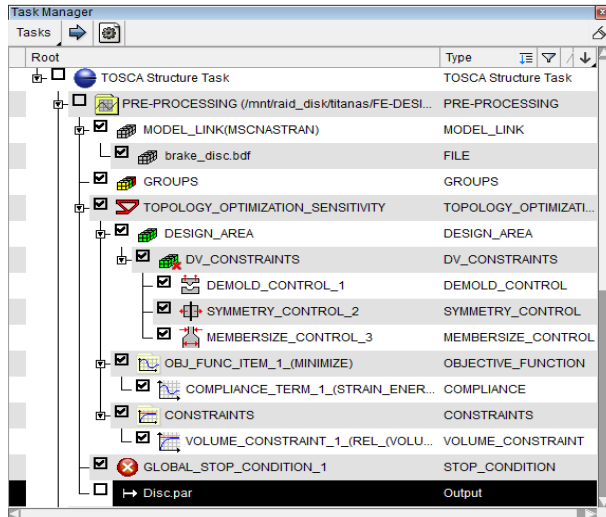 Task Manager
Tasks
Root Type
TOSCA Structure Task TOSCA Structure Task
PRE-PROCESSING (/mnt/raid_disk/titanas/FE-DESI... PRE-PROCESSING
MODEL_LINK(MSCNASTRAN) MODEL_LINK
brake_disc.bdf FILE
GROUPS GROUPS
TOPOLOGY_OPTIMIZATION_SENSITIVITY TOPOLOGY_OPTIMIZATI...
DESIGN_AREA DESIGN_AREA
DV_CONSTRAINTS DV_CONSTRAINTS
DEMOLD_CONTROL_1 DEMOLD_CONTROL
SYMMETRY_CONTROL_2 SYMMETRY_CONTROL
MEMBERSIZE_CONTROL_3 MEMBERSIZE_CONTROL
OBJ_FUNC_ITEM_1_(MINIMIZE) OBJECTIVE_FUNCTION
COMPLIANCE_TERM_1_(STRAIN_ENER... COMPLIANCE
CONSTRAINTS CONSTRAINTS
VOLUME_CONSTRAINT_1_(REL_(VOLU... VOLUME_CONSTRAINT
GLOBAL_STOP_CONDITION_1 STOP_CONDITION
Disc.par Output